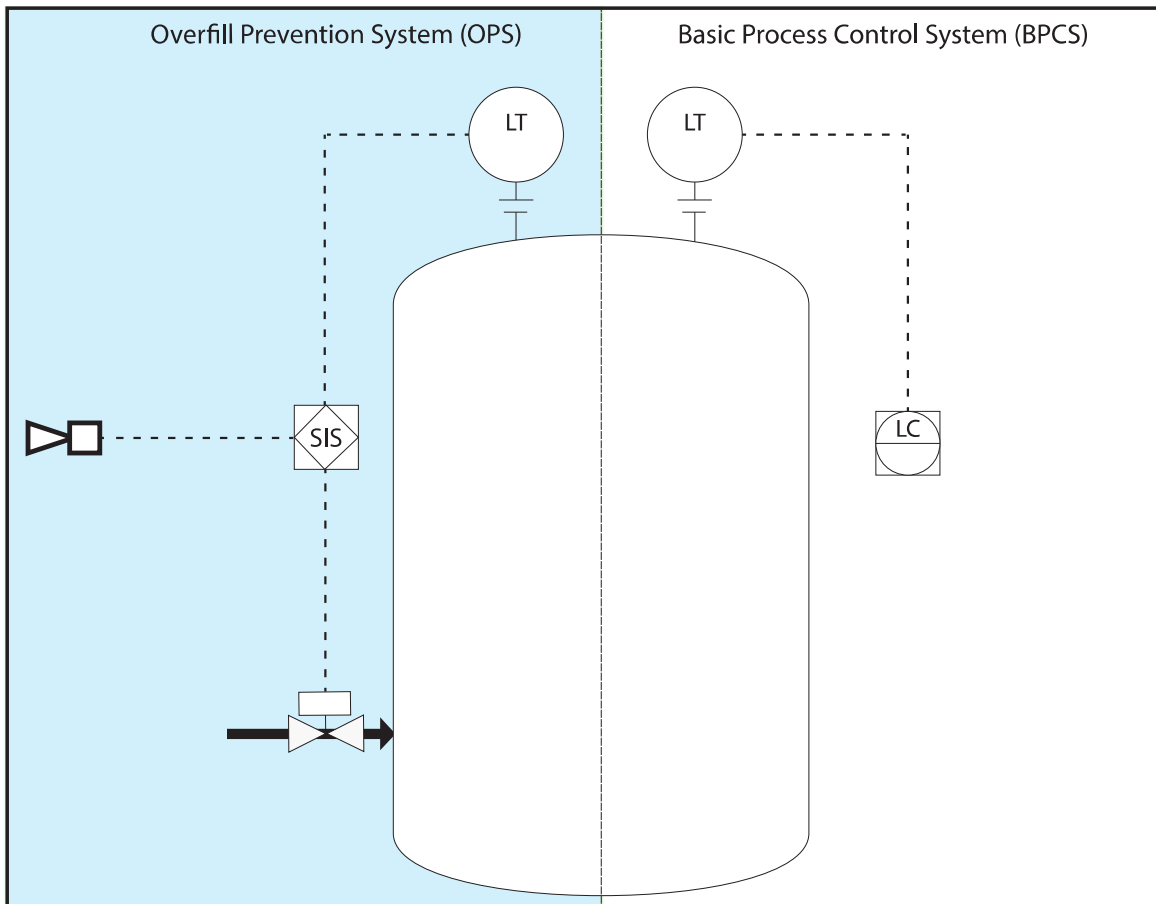 Overfill Prevention System (OPS)
Basic Process Control System (BPCS)
LT
LT
SIS
LC